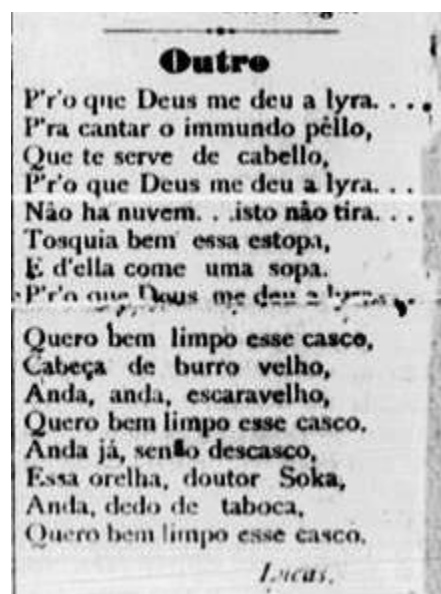 Outro
P'r'o que Deus me deu a lyra. . . .
P'ra cantar o immundo pêllo,
Que te serve de cabello,
P'r'o que Deus me deu a lyra. . .
Não ha nuvem. . .isto não tira. . .
Tosquia bem essa estopa,
E d'ella come uma sopa.
P'r'o que Deus me deu a lyra
Quero bem limpo esse casco,
Cabeça de burro velho,
Anda, anda, escaravelho,
Quero bem limpo esse casco.
Anda já, senão descasco,
Essa orelha, doutor Soka,
Anda, dedo de taboca,
Quero bem limpo esse casco.
Lucas.